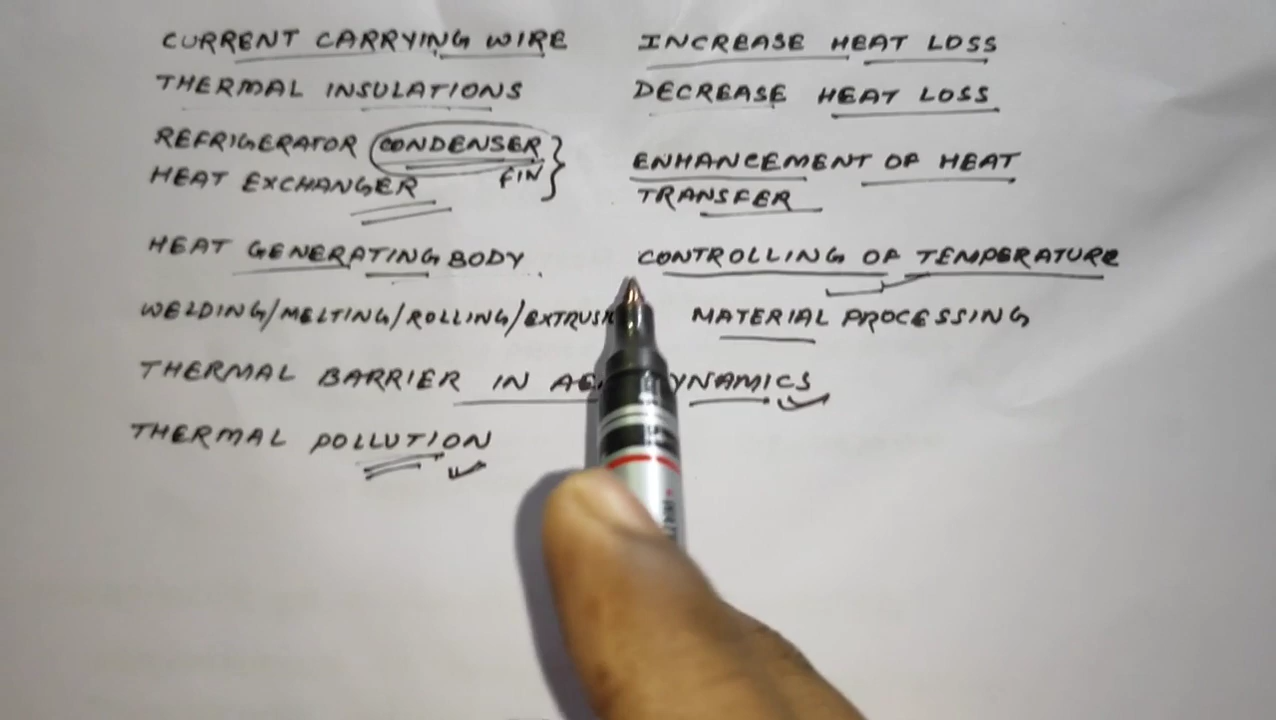 CURRENT CARRYING WIRE INCREASE HEAT LOSS
THERMAL INSULATIONS DECREASE HEAT LOSS
REFRIGERATOR CONDENSER
FIN
HEAT EXCHANGER
ENHANCEMENT OF HEAT
TRANSFER
HEAT GENERATING BODY CONTROLLING OF TEMPERATURE
WELDING/MELTING/ROLLING/EXTRUSI MATERIAL PROCESSING
THERMAL BARRIER IN AE YNAMICS
THERMAL POLLUTION